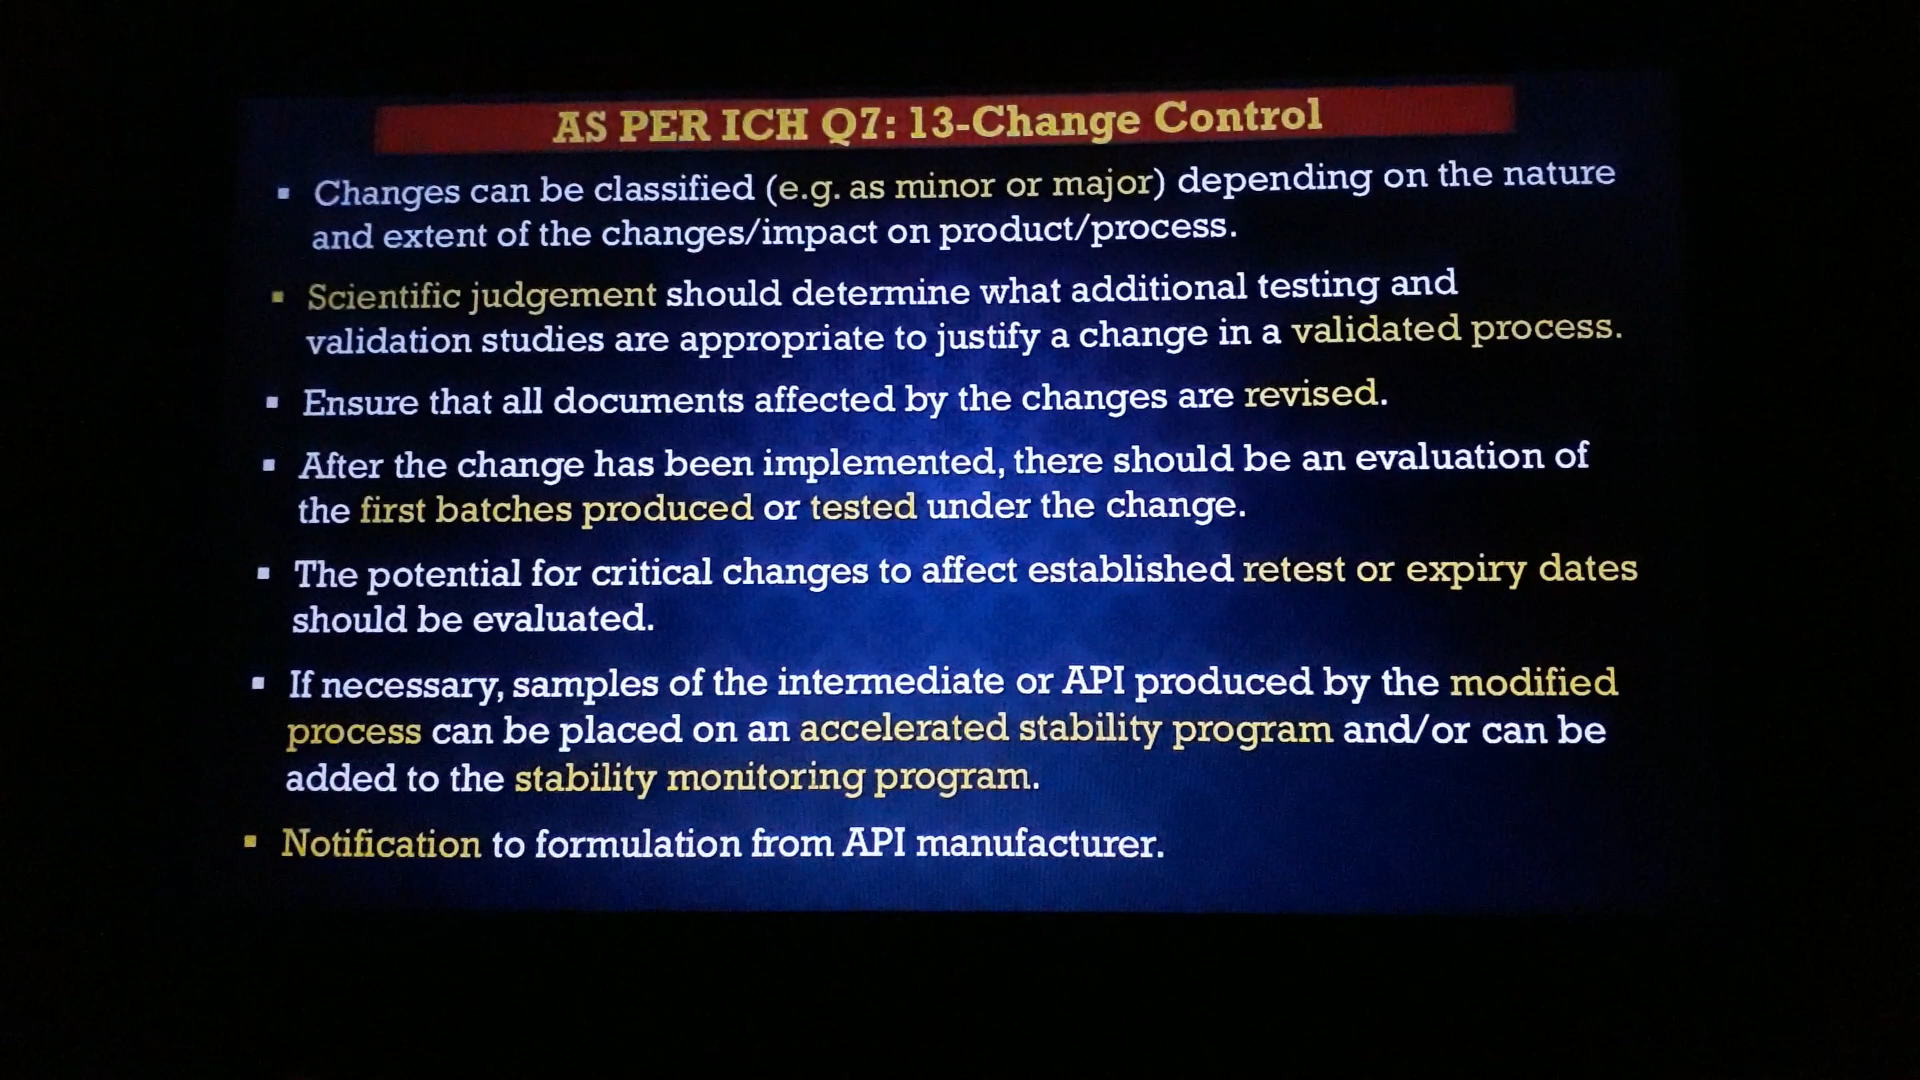 AS PER ICH Q7: 13-Change Control
▪ Changes can be classified (e.g. as minor or major) depending on the nature
and extent of the changes/impact on product/process.
▪ Scientific judgement should determine what additional testing and
validation studies are appropriate to justify a change in a validated process.
▪ Ensure that all documents affected by the changes are revised.
▪ After the change has been implemented, there should be an evaluation of
the first batches produced or tested under the change.
▪ The potential for critical changes to affect established retest or expiry dates
should be evaluated.
▪ If necessary, samples of the intermediate or API produced by the modified
process can be placed on an accelerated stability program and/or can be
added to the stability monitoring program.
▪ Notification to formulation from API manufacturer.